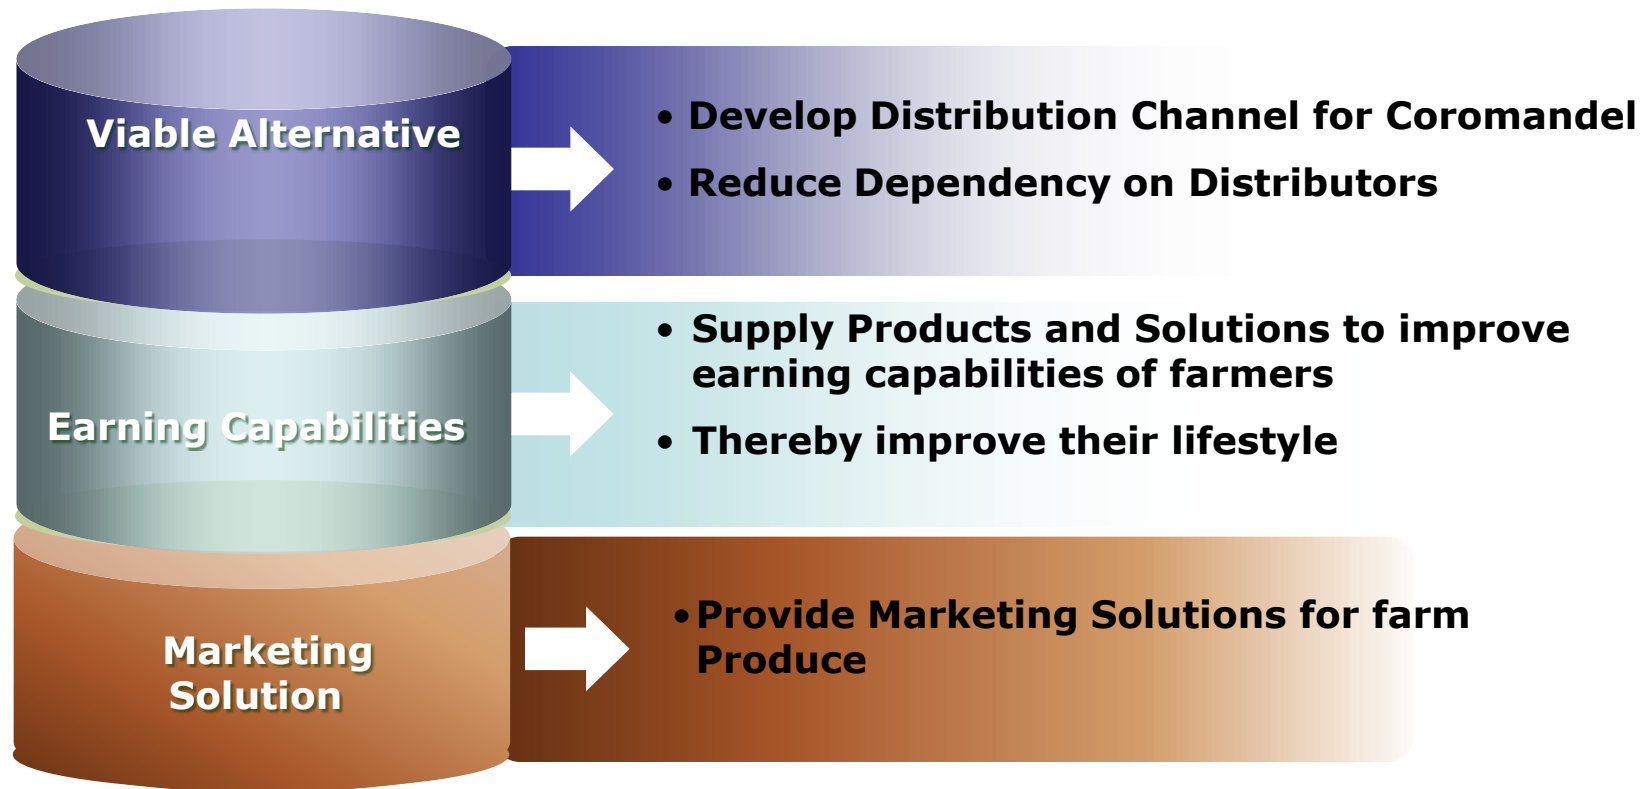 Viable Alternative
• Develop Distribution Channel for Coromandel
• Reduce Dependency on Distributors
Earning Capabilities
• Supply Products and Solutions to improve
earning capabilities of farmers
• Thereby improve their lifestyle
Marketing
Solution
• Provide Marketing Solutions for farm
Produce